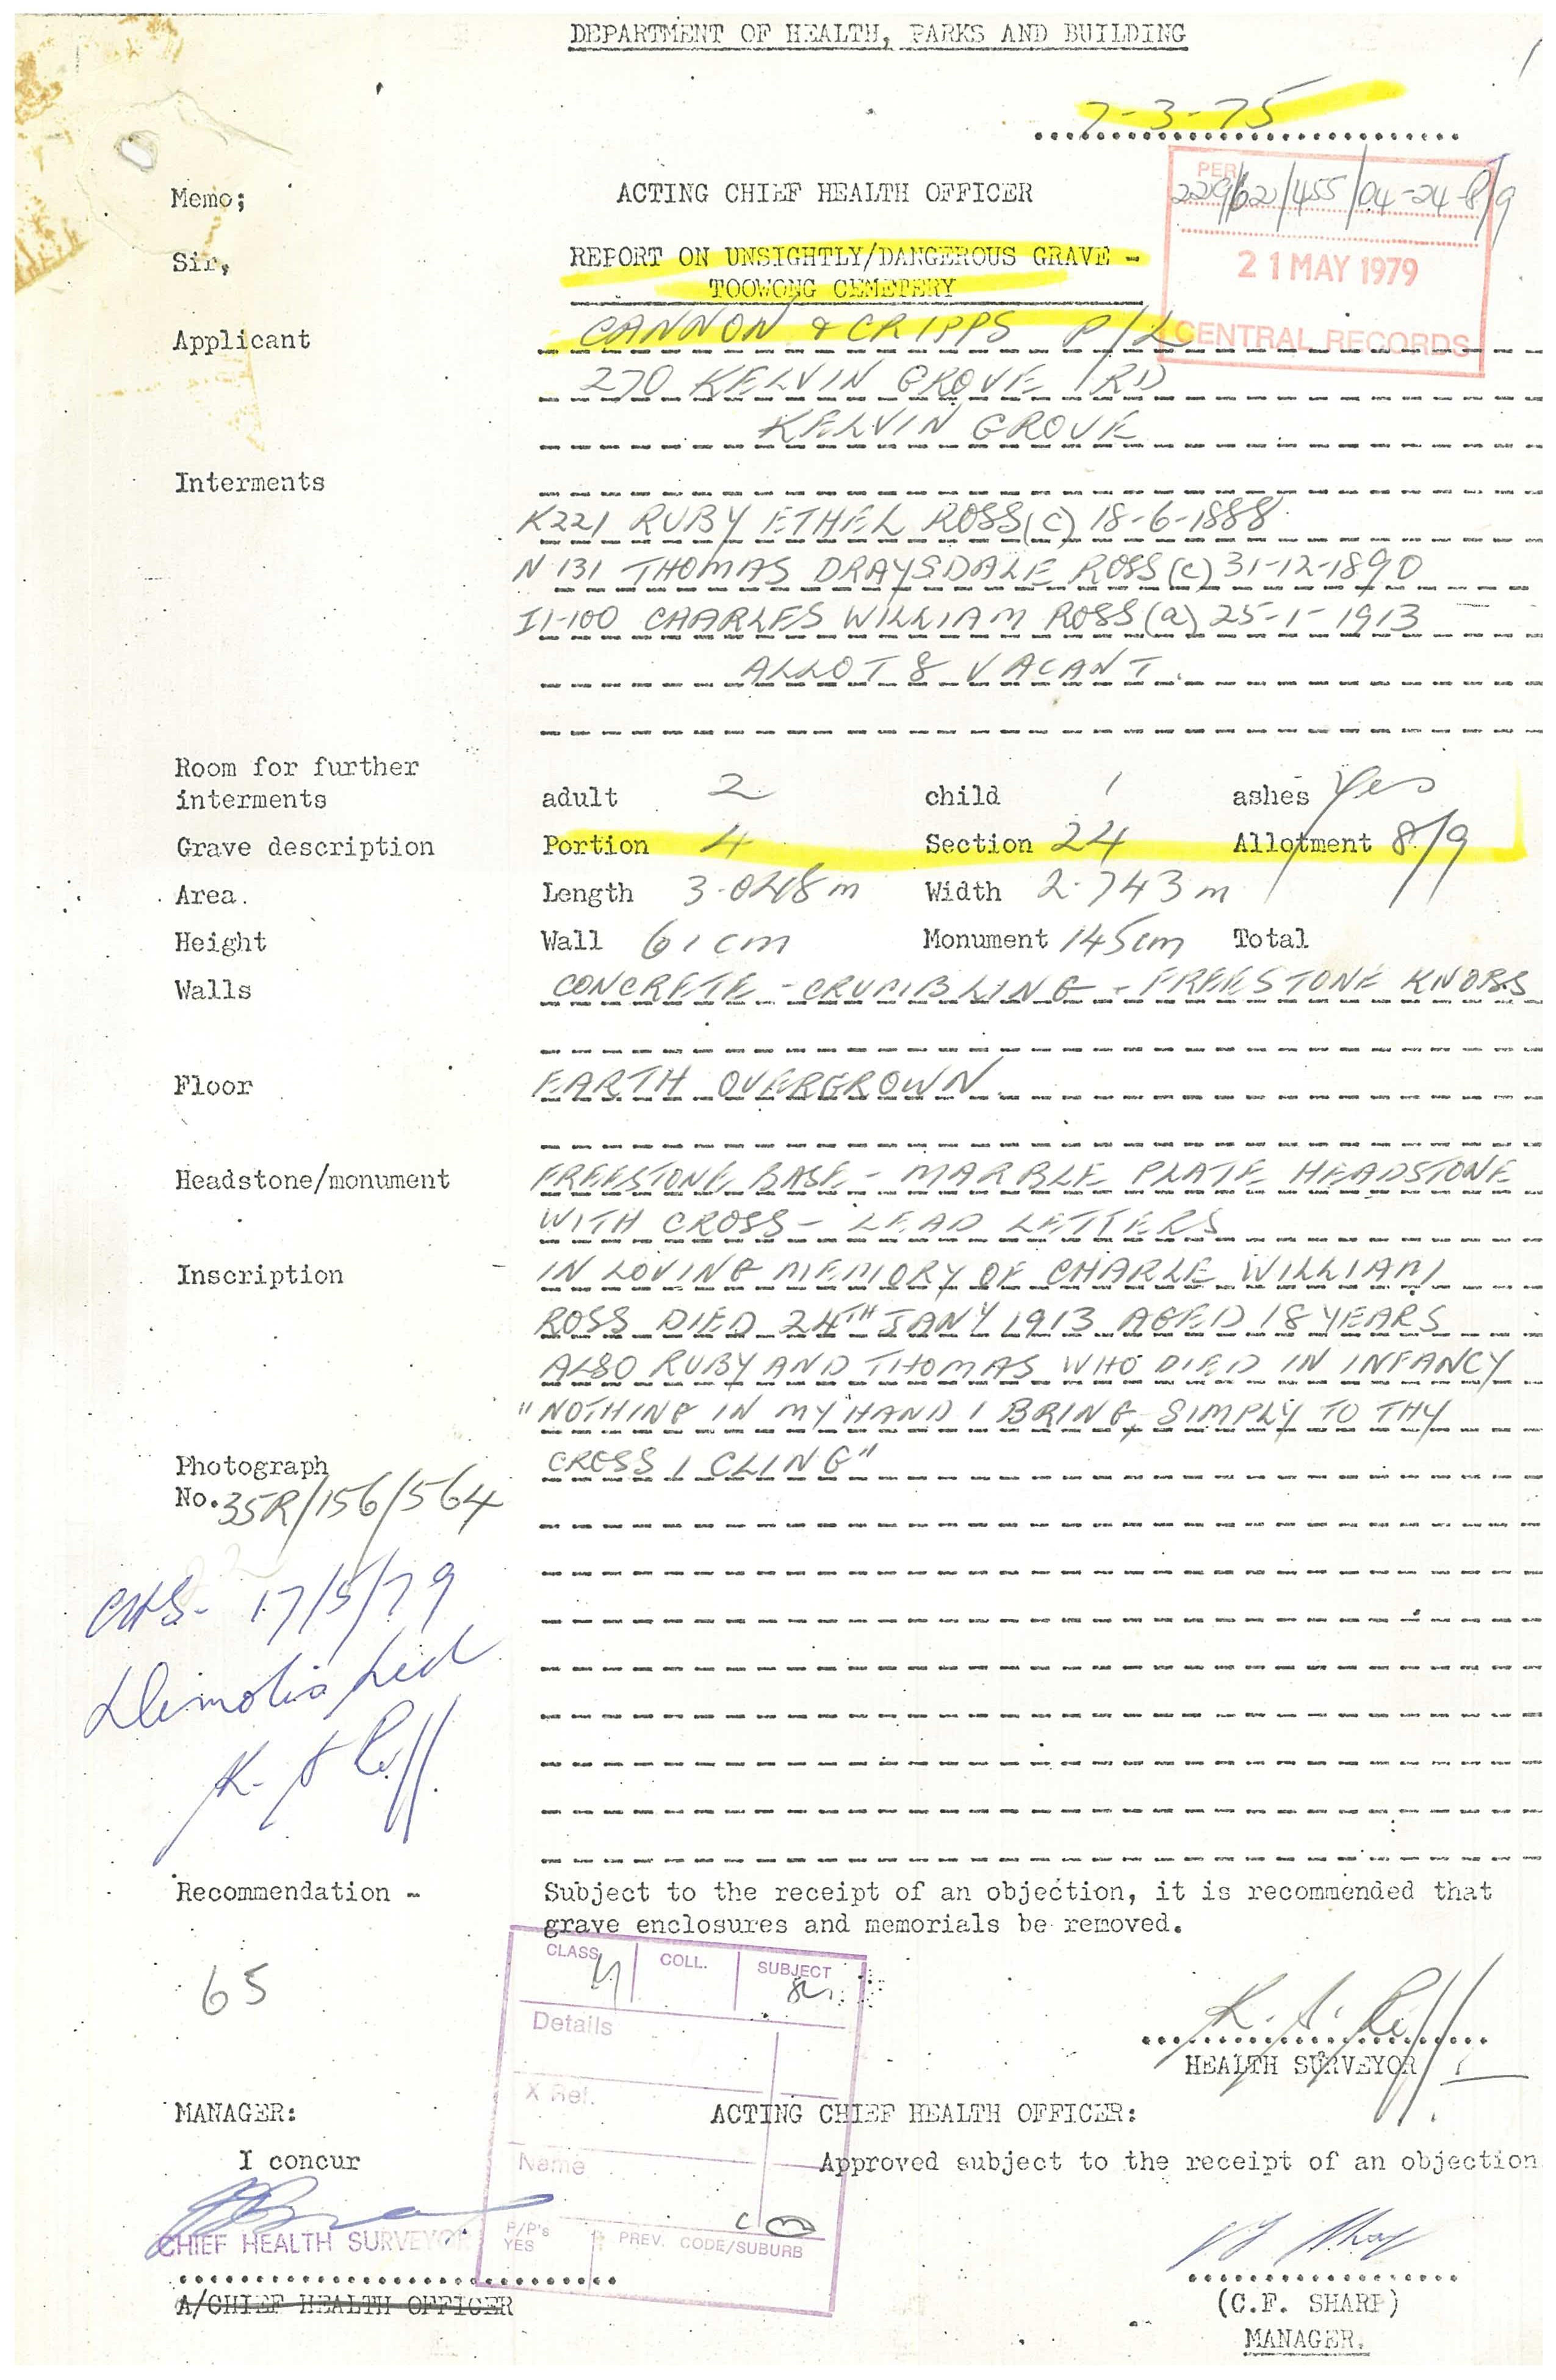 DEPARTMENT OF HEALTH, PARKS AND BUILDING
7-3-75
Memo;
ACTING CHIEF HEALTH OFFICER
PER
229/62/455/04-24-8/9
Sir,
REPORT ON UNSIGHTLY/DANGEROUS GRAVE -
TOOWONG CEMETERY
21 MAY 1979
CENTRAL RECORDS
Applicant CANNON & CRIPPS P/L
270 KELVIN GROVE RD
KELVIN GROVE
Interments
K221 RUBY ETHEL ROSS (C) 18-6-1888
N131 THOMAS DRAYSDALE ROSS (C) 31-12-1890
I1-100 CHARLES WILLIAM ROSS (a) 25-1-1913
ALLOT 8 VACANT.
Room for further
interments adult 2 child 1 ashes Yes
Grave description Portion 4 Section 24 Allotment 8/9
Area. Length 3.048m Width 2.743m
Height Wall 61cm Monument 145cm Total
Walls CONCRETE - CRUMBLING - FREESTONE KNOBS
Floor EARTH OVERGROWN
Headstone/monument FREESTONE BASE - MARBLE PLATE HEADSTONE
WITH CROSS - LEAD LETTERS
Inscription - IN LOVING MEMORY OF CHARLE WILLIAM
ROSS DIED 24TH JANY 1913 AGED 18 YEARS
ALSO RUBY AND THOMAS WHO DIED IN INFANCY
"NOTHING IN MY HAND I BRING, SIMPLY TO THY
CROSS I CLING"
Photograph
No. 35R/156/564
CHS- 17/5/79
Demolished
K. A Riff.
Recommendation - Subject to the receipt of an objection, it is recommended that
grave enclosures and memorials be removed.
CLASS COLL. SUBJECT
65
Details
HEALTH SURVEYOR
X Ref.
MANAGER: ACTING CHIEF HEALTH OFFICER:
I concur Approved subject to the receipt of an objection
Name
CHIEF HEALTH SURVEYOR
P/P's
YES
PREV. CODE/SUBURB
A/CHIEF HEALTH OFFICER
(C.F. SHARP)
MANAGER.